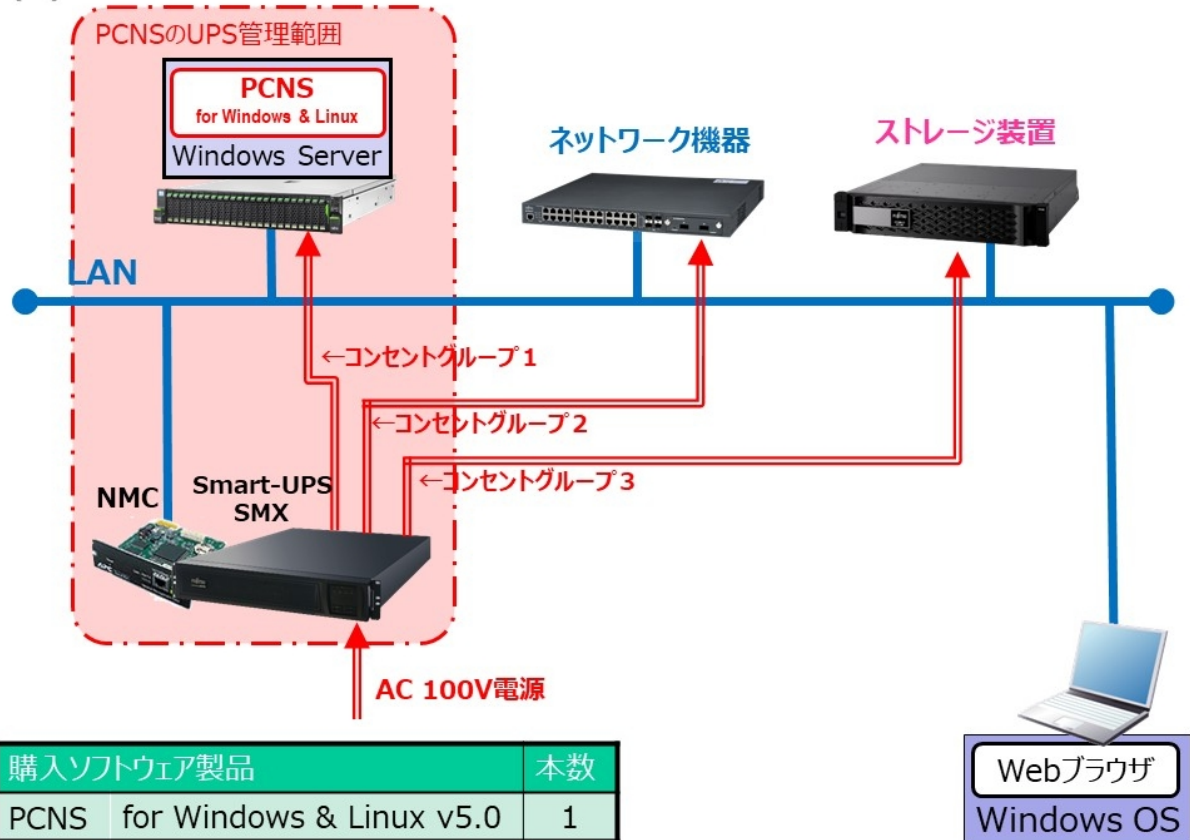 PCNSのUPS管理範囲
PCNS
for Windows & Linux
Windows Server
ネットワーク機器
ストレージ装置
LAN
←コンセントグループ１
←コンセントグループ２
←コンセントグループ３
NMC
Smart-UPS
SMX
AC 100V電源
購入ソフトウェア製品 本数
PCNS for Windows & Linux v5.0 1
Webブラウザ
Windows OS